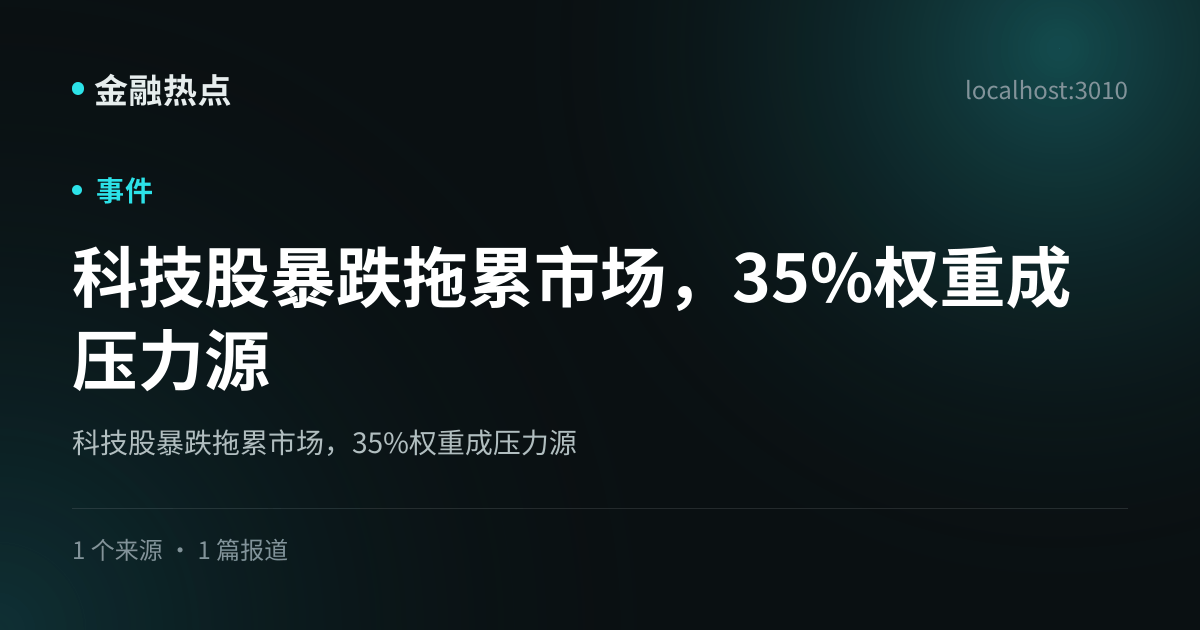 金融热点
localhost:3010
事件
科技股暴跌拖累市场，35%权重成
压力源
科技股暴跌拖累市场，35%权重成压力源
1 个来源 · 1 篇报道